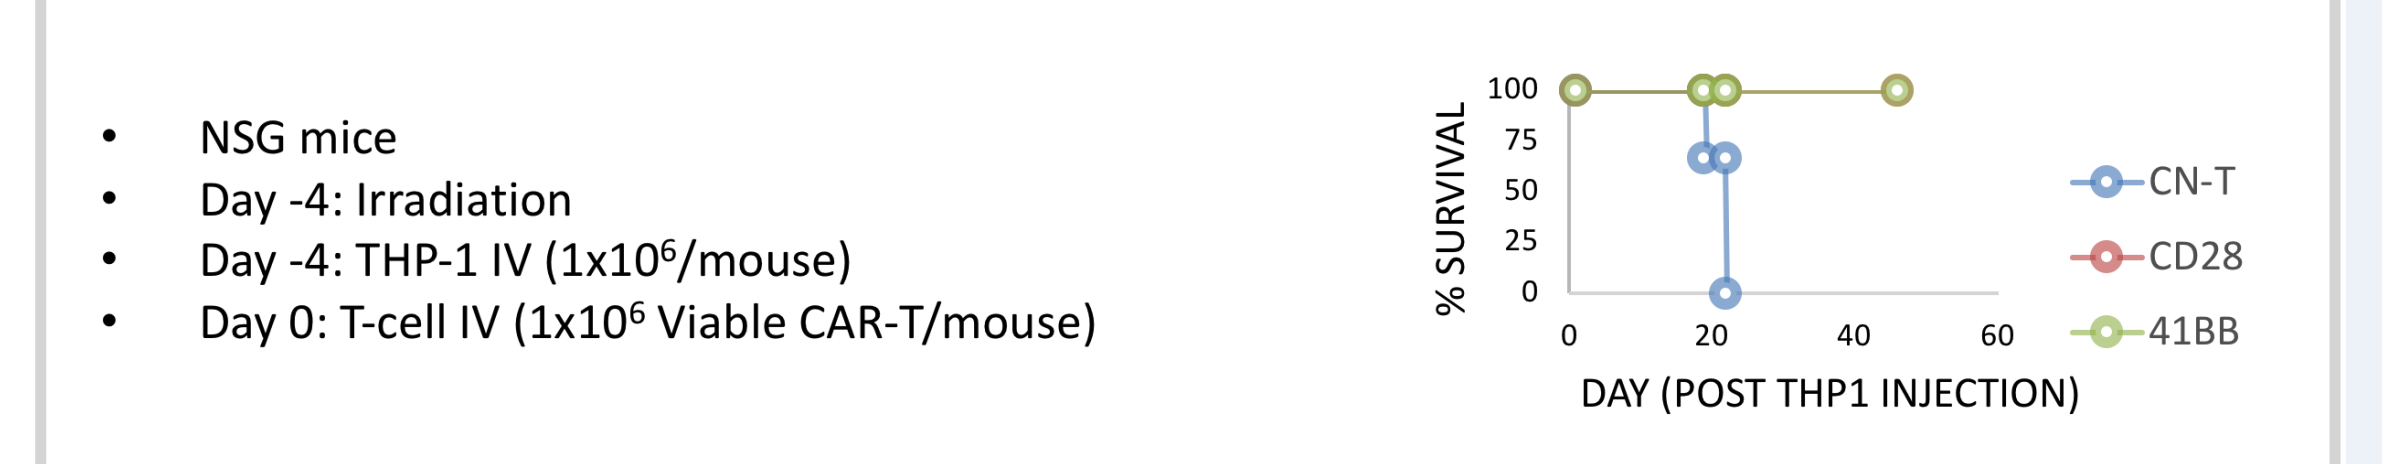 • NSG mice
• Day -4: Irradiation
• Day -4: THP-1 IV (1x10⁶/mouse)
• Day 0: T-cell IV (1x10⁶ Viable CAR-T/mouse)
% SURVIVAL
100
75
50
25
0
0 20 40 60
DAY (POST THP1 INJECTION)
CN-T
CD28
41BB